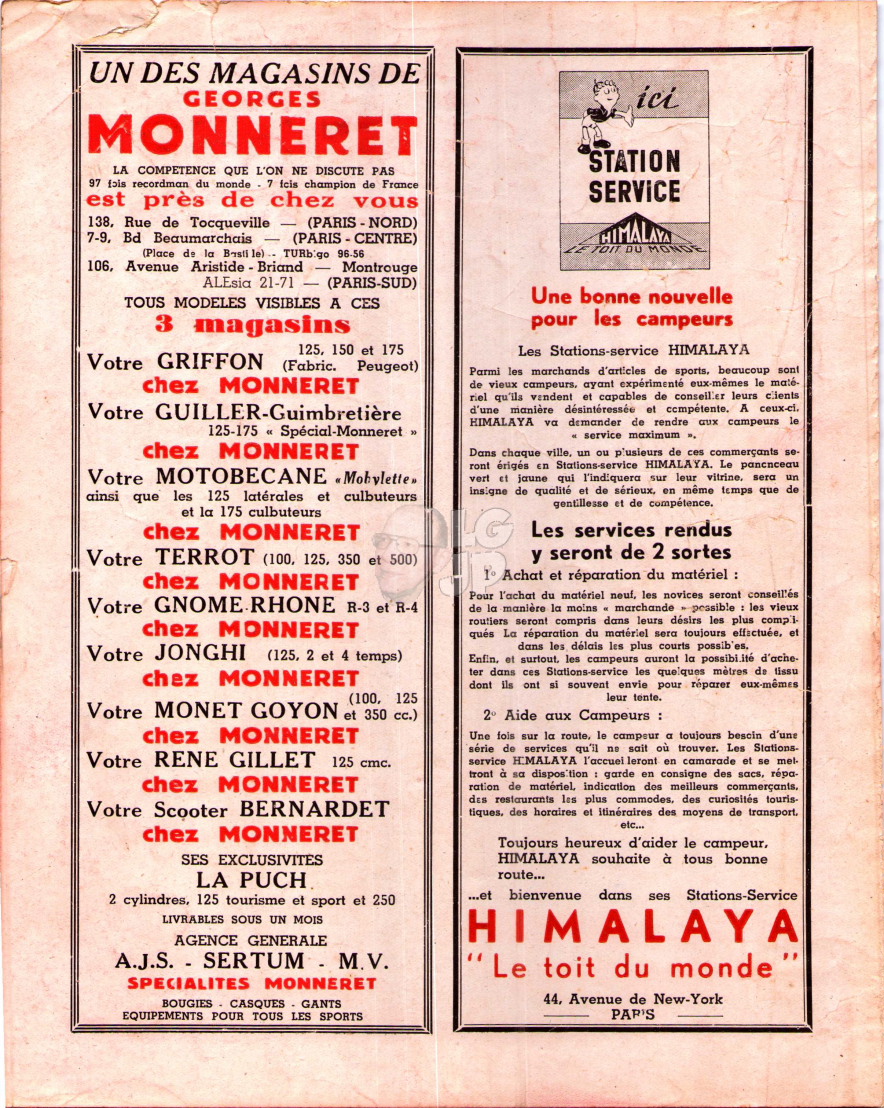 UN DES MAGASINS DE
GEORGES
MONNERET
LA COMPETENCE QUE L'ON NE DISCUTE PAS
97 fois recordman du monde - 7 fois champion de France
est près de chez vous
138, Rue de Tocqueville — (PARIS - NORD)
7-9, Bd Beaumarchais — (PARIS - CENTRE)
(Place de la Bastille) -- TURbigo 96-56
106, Avenue Aristide - Briand — Montrouge
ALEsia 21-71 — (PARIS-SUD)
TOUS MODELES VISIBLES A CES
3 magasins
Votre GRIFFON 125, 150 et 175
(Fabric. Peugeot)
chez MONNERET
Votre GUILLER-Guimbretière
125-175 « Spécial-Monneret »
chez MONNERET
Votre MOTOBECANE «Mobylette»
ainsi que les 125 latérales et culbuteurs
et la 175 culbuteurs
chez MONNERET
Votre TERROT (100, 125, 350 et 500)
chez MONNERET
Votre GNOME-RHONE R-3 et R-4
chez MONNERET
Votre JONGHI (125, 2 et 4 temps)
chez MONNERET
Votre MONET GOYON (100, 125
et 350 cc.)
chez MONNERET
Votre RENE GILLET 125 cmc.
chez MONNERET
Votre Scooter BERNARDET
chez MONNERET
SES EXCLUSIVITES
LA PUCH
2 cylindres, 125 tourisme et sport et 250
LIVRABLES SOUS UN MOIS
AGENCE GENERALE
A.J.S. - SERTUM - M.V.
SPECIALITES MONNERET
BOUGIES - CASQUES - GANTS
EQUIPEMENTS POUR TOUS LES SPORTS
ici
STATION
SERVICE
HIMALAYA
LE TOIT DU MONDE
Une bonne nouvelle
pour les campeurs
Les Stations-service HIMALAYA
Parmi les marchands d'articles de sports, beaucoup sont
de vieux campeurs, ayant expérimenté eux-mêmes le maté-
riel qu'ils vendent et capables de conseiller leurs clients
d'une manière désintéressée et compétente. A ceux-ci,
HIMALAYA va demander de rendre aux campeurs le
« service maximum ».
Dans chaque ville, un ou plusieurs de ces commerçants se-
ront érigés en Stations-service HIMALAYA. Le panonceau
vert et jaune qui l'indiquera sur leur vitrine, sera un
insigne de qualité et de sérieux, en même temps que de
gentillesse et de compétence.
Les services rendus
y seront de 2 sortes
1° Achat et réparation du matériel :
Pour l'achat du matériel neuf, les novices seront conseillés
de la manière la moins « marchande » possible : les vieux
routiers seront compris dans leurs désirs les plus compli-
qués La réparation du matériel sera toujours effectuée, et
dans les délais les plus courts possibles.
Enfin, et surtout, les campeurs auront la possibilité d'ache-
ter dans ces Stations-service les quelques mètres de tissu
dont ils ont si souvent envie pour réparer eux-mêmes
leur tente.
2° Aide aux Campeurs :
Une fois sur la route, le campeur a toujours besoin d'une
série de services qu'il ne sait où trouver. Les Stations-
service HIMALAYA l'accueilleront en camarade et se met-
tront à sa disposition : garde en consigne des sacs, répa-
ration de matériel, indication des meilleurs commerçants,
des restaurants les plus commodes, des curiosités touris-
tiques, des horaires et itinéraires des moyens de transport,
etc...
Toujours heureux d'aider le campeur,
HIMALAYA souhaite à tous bonne
route...
...et bienvenue dans ses Stations-Service
HIMALAYA
"Le toit du monde"
44, Avenue de New-York
PARIS
LG
JP